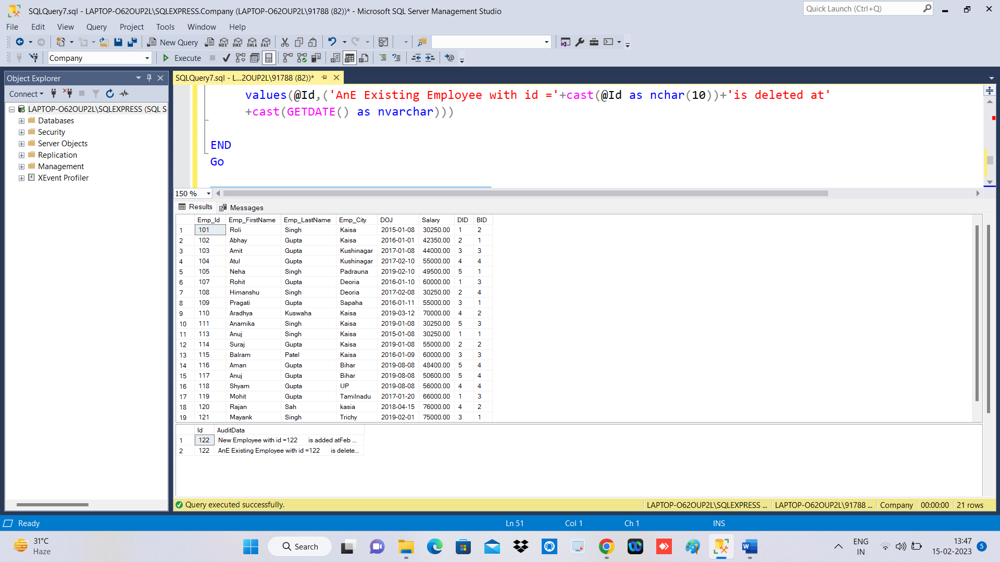 SQLQuery7.sql - LAPTOP-O62OUP2L\SQLEXPRESS.Company (LAPTOP-O62OUP2L\91788 (82))* - Microsoft SQL Server Management Studio
Quick Launch (Ctrl+Q)
File Edit View Query Project Tools Window Help
New Query MDX DMX XMLA DAX
Company Execute
Object Explorer
SQLQuery7.sql - L...2OUP2L\91788 (82))*
Connect
LAPTOP-O62OUP2L\SQLEXPRESS (SQL S
Databases
Security
Server Objects
Replication
Management
XEvent Profiler
values(@Id,('AnE Existing Employee with id ='+cast(@Id as nchar(10))+'is deleted at'
+cast(GETDATE() as nvarchar)))
END
Go
150 %
Results Messages
Emp_Id Emp_FirstName Emp_LastName Emp_City DOJ Salary DID BID
1 101 Roli Singh Kaisa 2015-01-08 30250.00 1 2
2 102 Abhay Gupta Kaisa 2016-01-01 42350.00 2 1
3 103 Amit Gupta Kushinagar 2017-01-08 44000.00 3 3
4 104 Atul Gupta Kushinagar 2017-02-10 55000.00 4 4
5 105 Neha Singh Padrauna 2019-02-10 49500.00 5 1
6 107 Rohit Gupta Deoria 2016-01-10 60000.00 1 3
7 108 Himanshu Singh Deoria 2017-02-08 30250.00 2 4
8 109 Pragati Gupta Sapaha 2016-01-11 55000.00 3 1
9 110 Aradhya Kuswaha Kaisa 2019-03-12 70000.00 4 2
10 111 Anamika Singh Kaisa 2019-01-08 30250.00 5 3
11 113 Anuj Singh Kaisa 2015-01-08 30250.00 1 1
12 114 Suraj Gupta Kaisa 2019-01-08 55000.00 2 2
13 115 Balram Patel Kaisa 2016-01-09 60000.00 3 3
14 116 Aman Gupta Bihar 2019-08-08 48400.00 5 4
15 117 Anuj Gupta Bihar 2019-08-08 50600.00 5 4
16 118 Shyam Gupta UP 2019-08-08 56000.00 4 4
17 119 Mohit Gupta Tamilnadu 2017-01-20 66000.00 1 3
18 120 Rajan Sah kasia 2018-04-15 76000.00 4 2
19 121 Mayank Singh Trichy 2019-02-01 75000.00 3 1
Id AuditData
1 122 New Employee with id =122 is added atFeb ...
2 122 AnE Existing Employee with id =122 is delete...
Query executed successfully. LAPTOP-O62OUP2L\SQLEXPRESS ... LAPTOP-O62OUP2L\91788 ... Company 00:00:00 21 rows
Ready Ln 51 Col 1 Ch 1 INS
31°C
Haze
Search
ENG
IN
13:47
15-02-2023
5